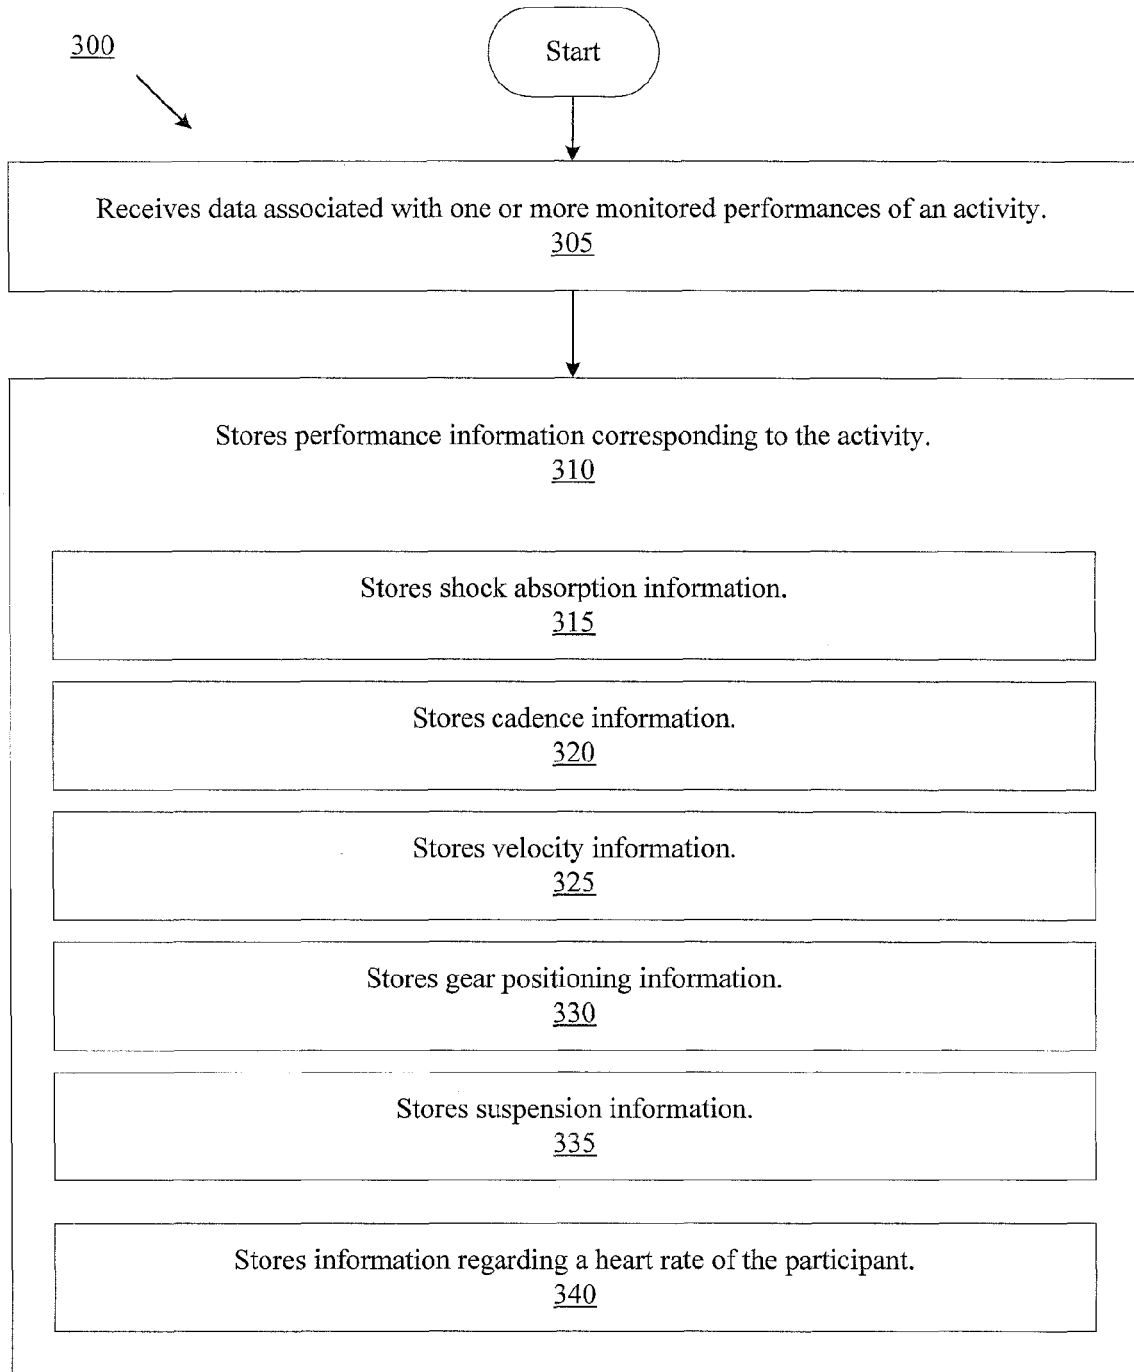 300
Start
Receives data associated with one or more monitored performances of an activity.
305
Stores performance information corresponding to the activity.
310
Stores shock absorption information.
315
Stores cadence information.
320
Stores velocity information.
325
Stores gear positioning information.
330
Stores suspension information.
335
Stores information regarding a heart rate of the participant.
340